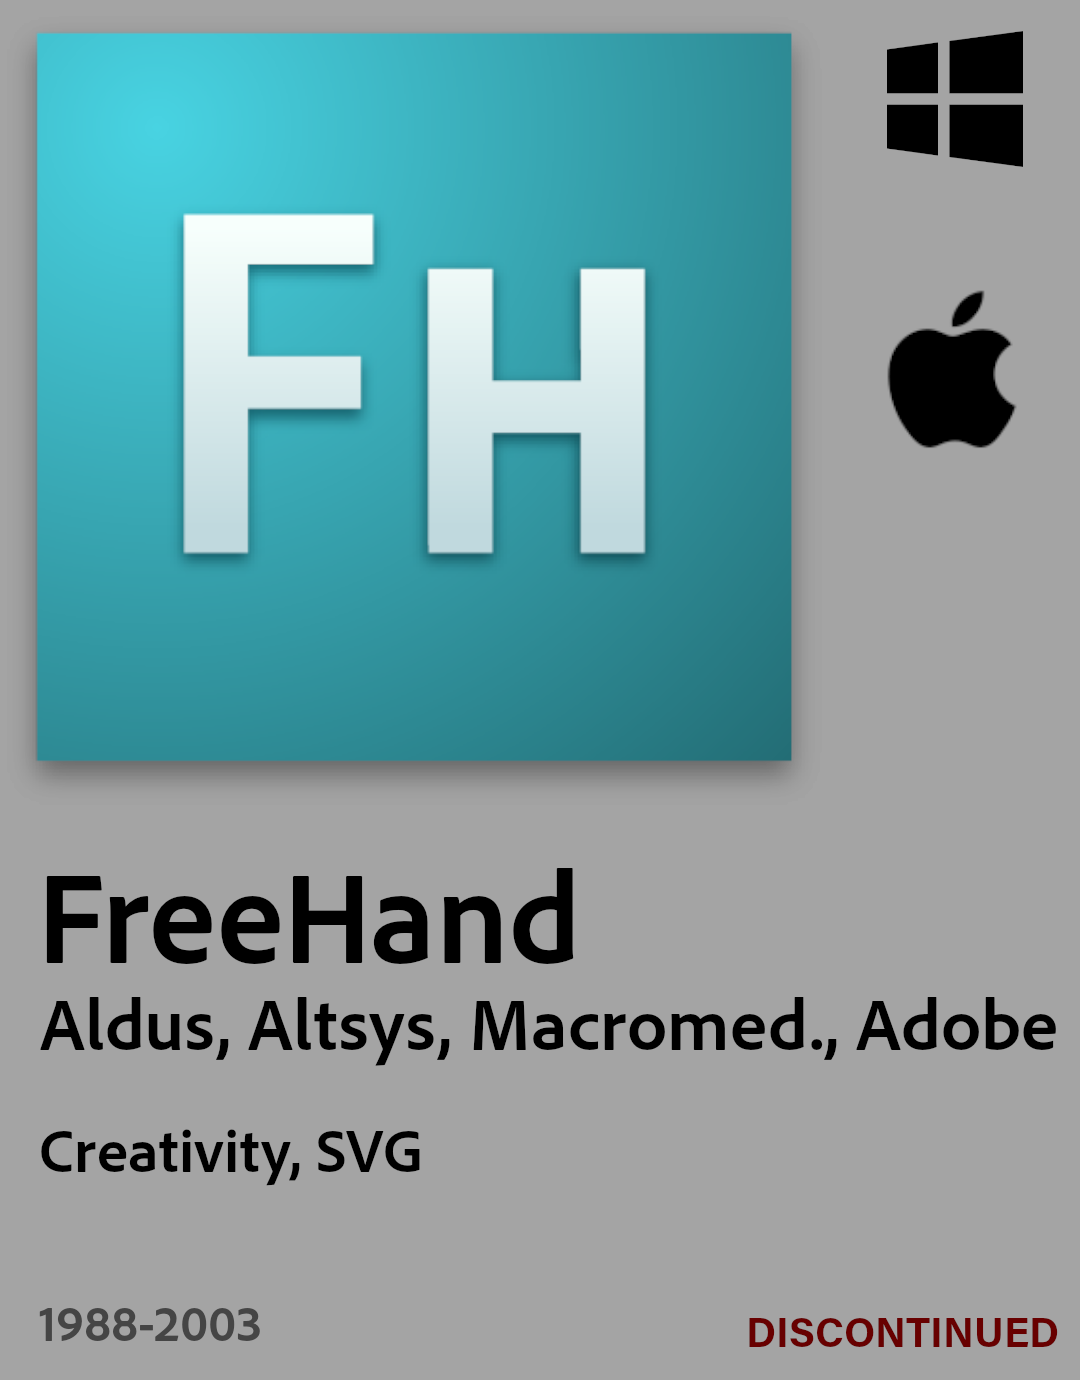 FH
FreeHand
Aldus, Altsys, Macromed., Adobe
Creativity, SVG
1988-2003
DISCONTINUED